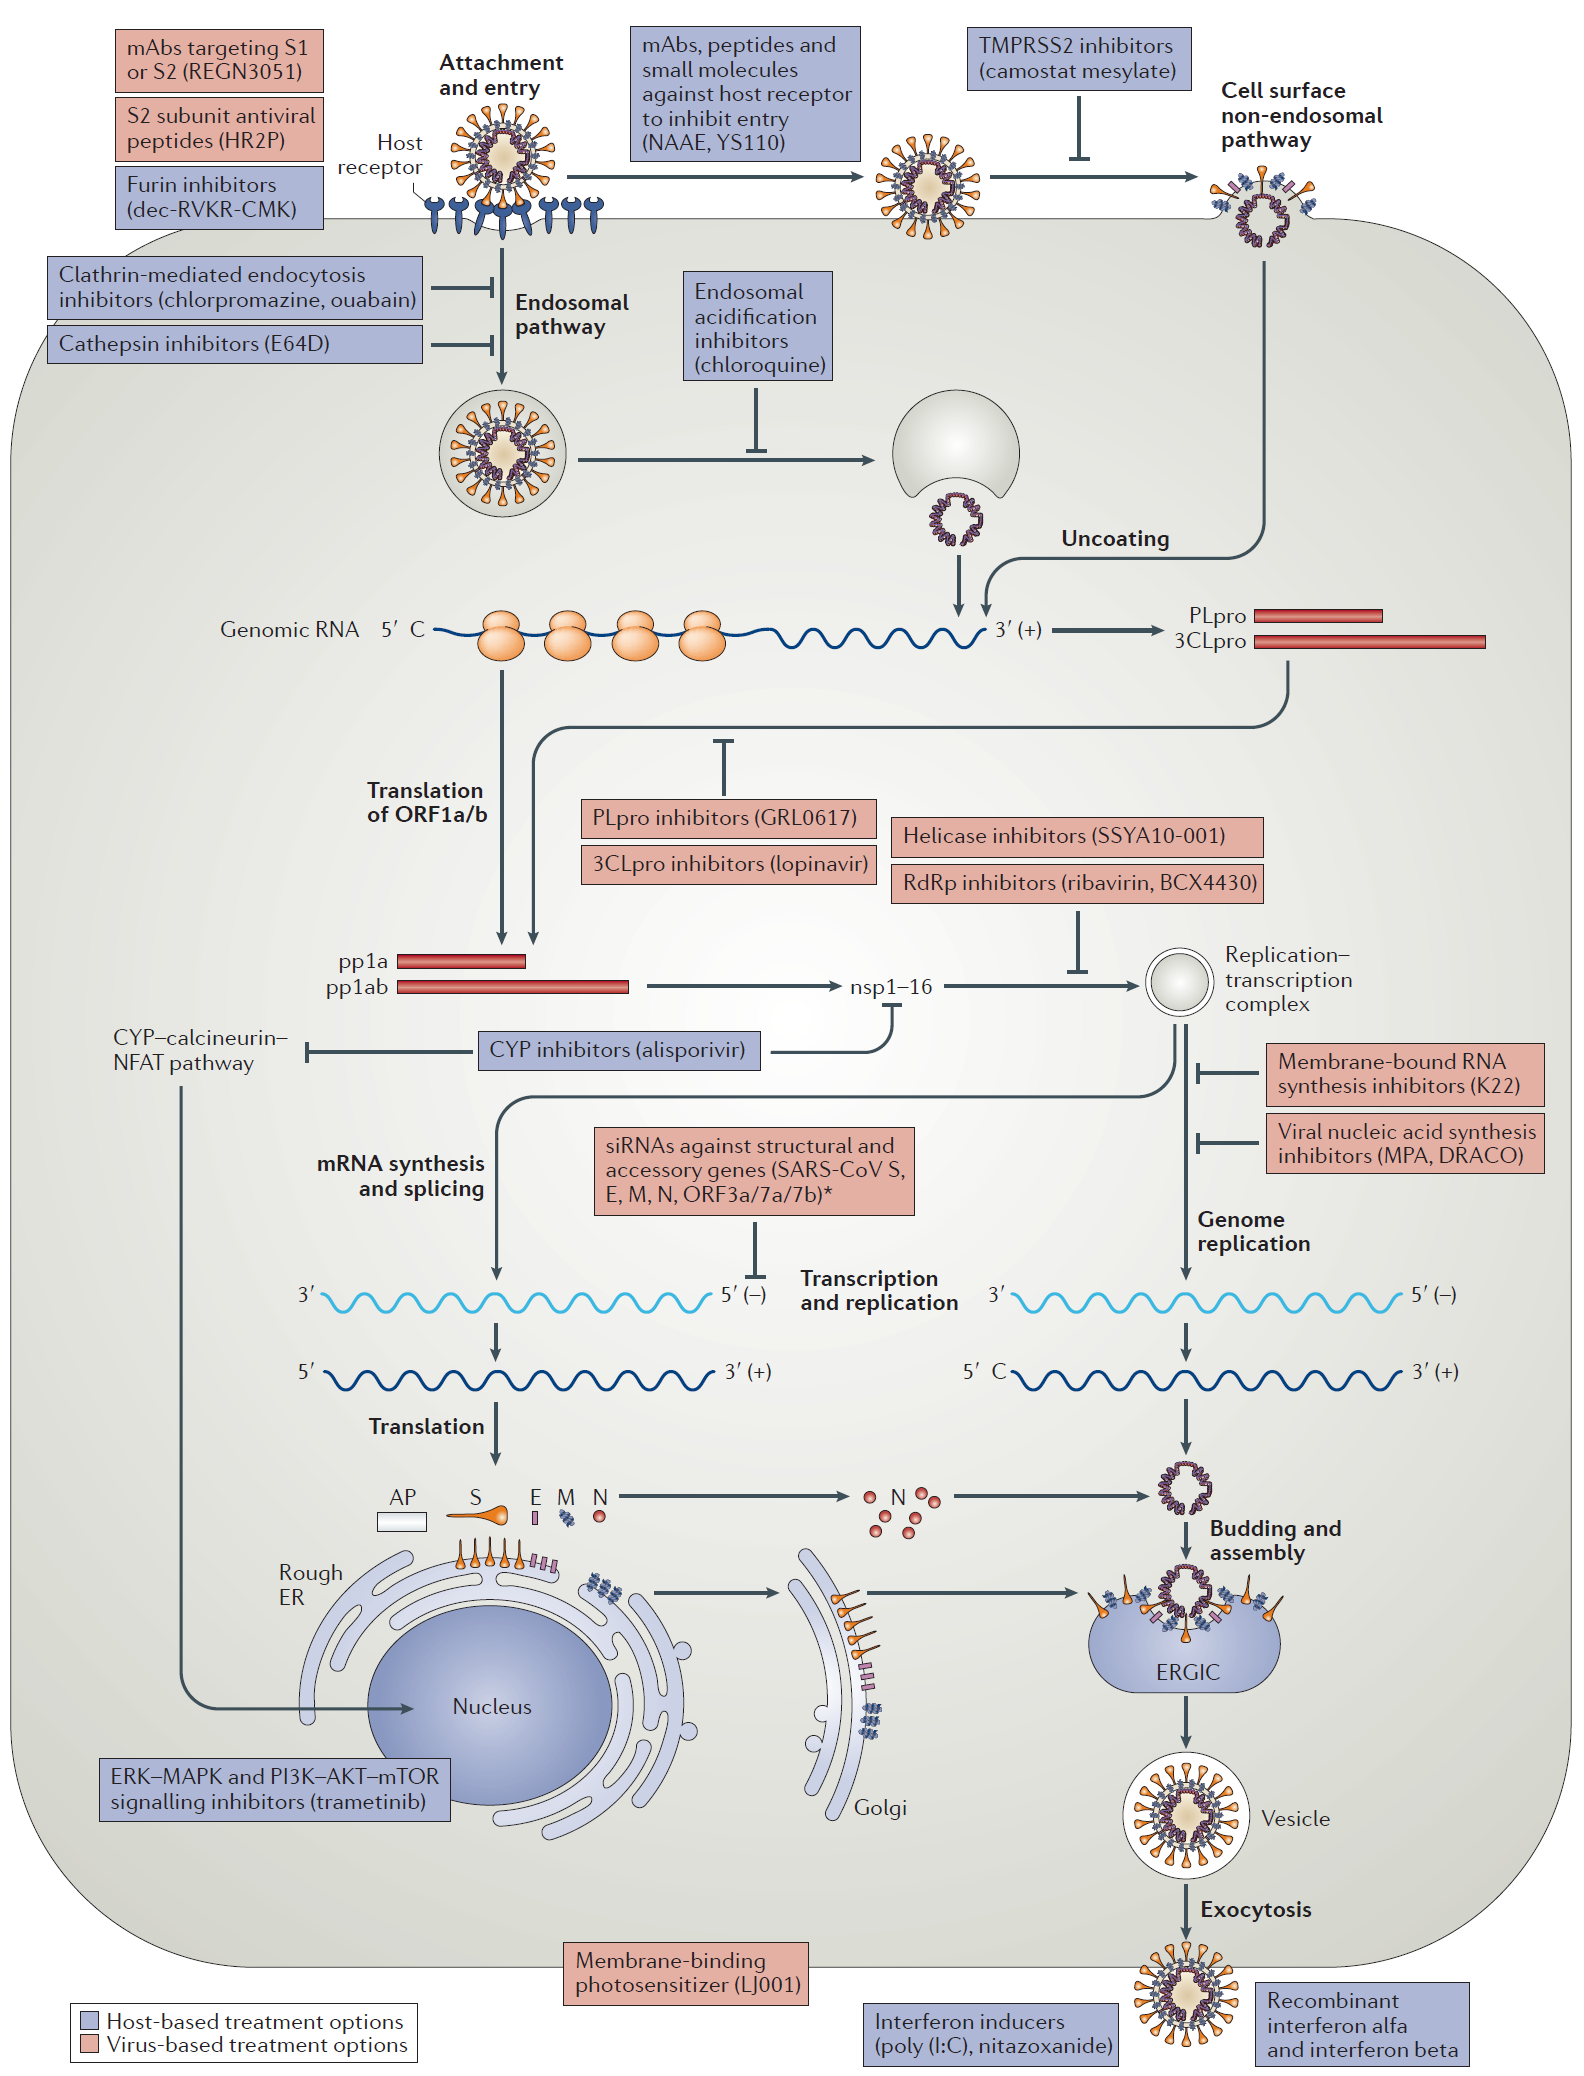 mAbs targeting S1
or S2 (REGN3051)
S2 subunit antiviral
peptides (HR2P)
Furin inhibitors
(dec-RVKR-CMK)
Attachment
and entry
Host
receptor
mAbs, peptides and
small molecules
against host receptor
to inhibit entry
(NAAE, YS110)
TMPRSS2 inhibitors
(camostat mesylate)
Cell surface
non-endosomal
pathway
Clathrin-mediated endocytosis
inhibitors (chlorpromazine, ouabain)
Cathepsin inhibitors (E64D)
Endosomal
pathway
Endosomal
acidification
inhibitors
(chloroquine)
Uncoating
Genomic RNA 5′ C
3′ (+)
PLpro
3CLpro
Translation
of ORF1a/b
PLpro inhibitors (GRL0617)
3CLpro inhibitors (lopinavir)
Helicase inhibitors (SSYA10-001)
RdRp inhibitors (ribavirin, BCX4430)
pp1a
pp1ab
nsp1–16
Replication–
transcription
complex
CYP–calcineurin–
NFAT pathway
CYP inhibitors (alisporivir)
Membrane-bound RNA
synthesis inhibitors (K22)
Viral nucleic acid synthesis
inhibitors (MPA, DRACO)
mRNA synthesis
and splicing
siRNAs against structural and
accessory genes (SARS-CoV S,
E, M, N, ORF3a/7a/7b)*
Genome
replication
3′
5′ (–)
Transcription
and replication
3′
5′ (–)
5′
3′ (+)
5′ C
3′ (+)
Translation
AP
S
E
M
N
N
Budding and
assembly
Rough
ER
Nucleus
ERGIC
ERK–MAPK and PI3K–AKT–mTOR
signalling inhibitors (trametinib)
Golgi
Vesicle
Exocytosis
Membrane-binding
photosensitizer (LJ001)
Interferon inducers
(poly (I:C), nitazoxanide)
Recombinant
interferon alfa
and interferon beta
Host-based treatment options
Virus-based treatment options